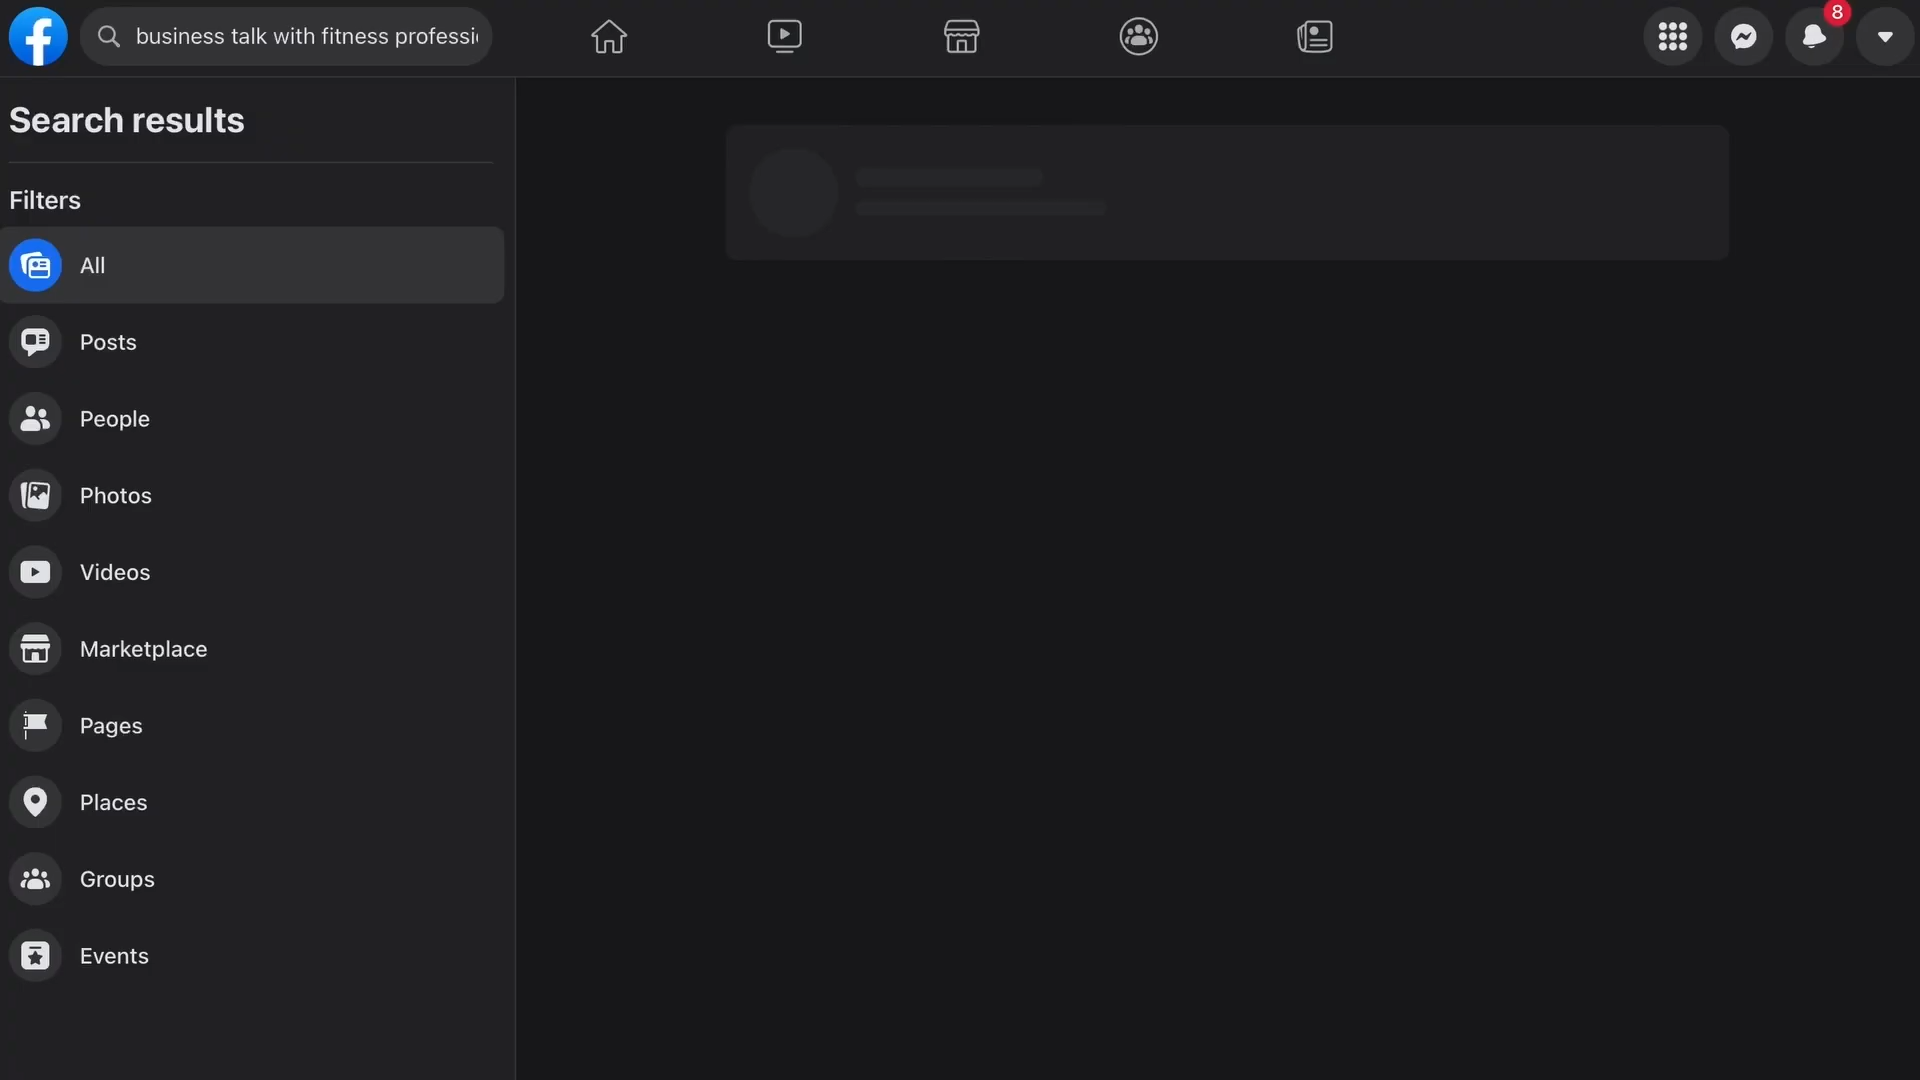 business talk with fitness professi
8
Search results
Filters
All
Posts
People
Photos
Videos
Marketplace
Pages
Places
Groups
Events